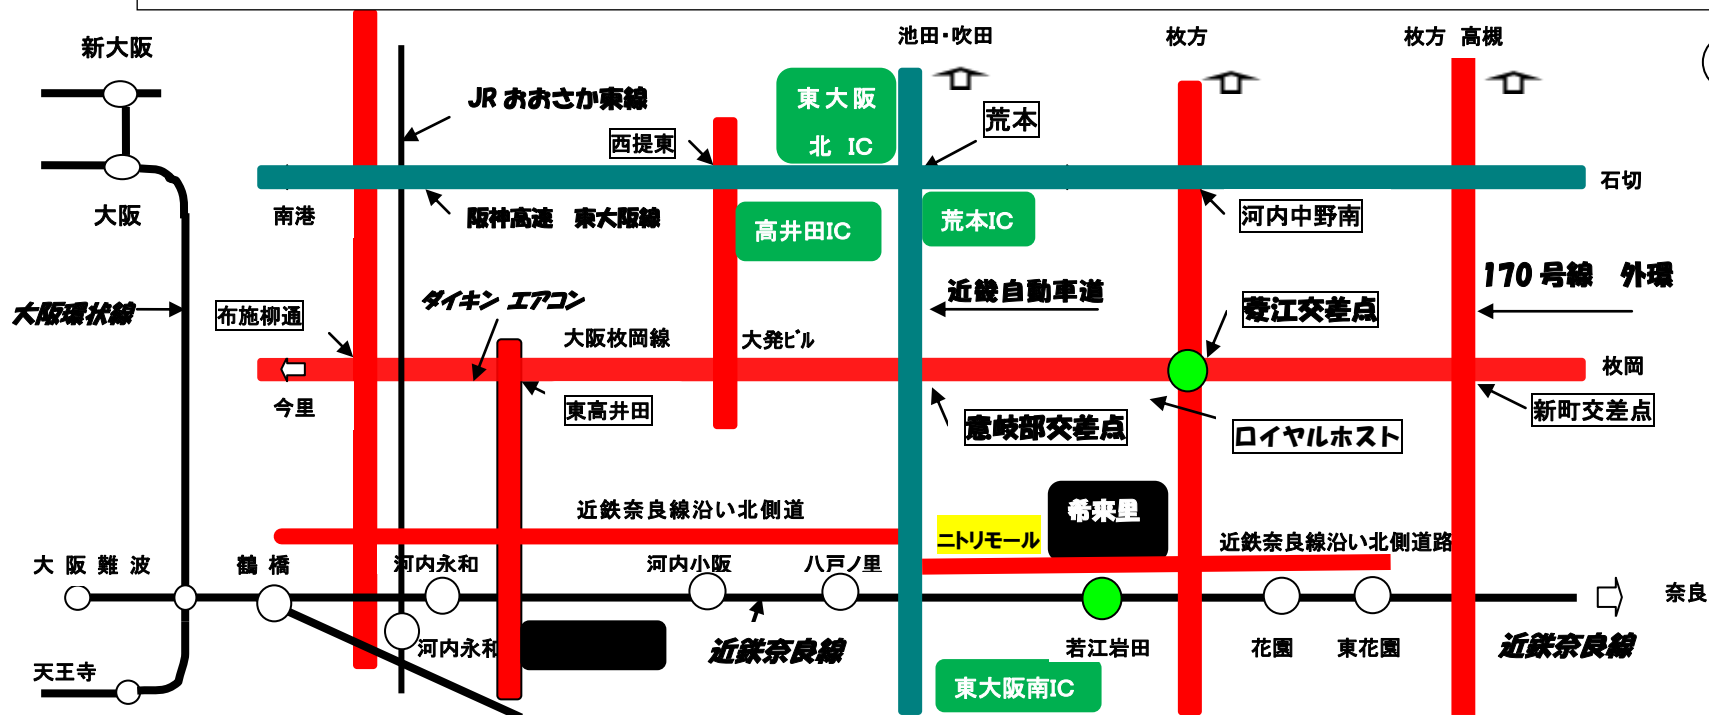 池田・吹田
枚方
枚方 高槻
新大阪
JR おおさか東線
東大阪
北 IC
荒本
西提東
石切
大阪
南港
阪神高速 東大阪線
高井田IC
荒本IC
河内中野南
170 号線 外環
大阪環状線
布施柳通
ダイキン エアコン
近畿自動車道
菱江交差点
大阪枚岡線
大発ビル
枚岡
今里
東高井田
意岐部交差点
ロイヤルホスト
新町交差点
近鉄奈良線沿い北側道
希来里
ニトリモール
近鉄奈良線沿い北側道路
大阪難波
鶴橋
河内永和
河内小阪
八戸ノ里
奈良
河内永和
近鉄奈良線
若江岩田
花園
東花園
近鉄奈良線
天王寺
東大阪南IC